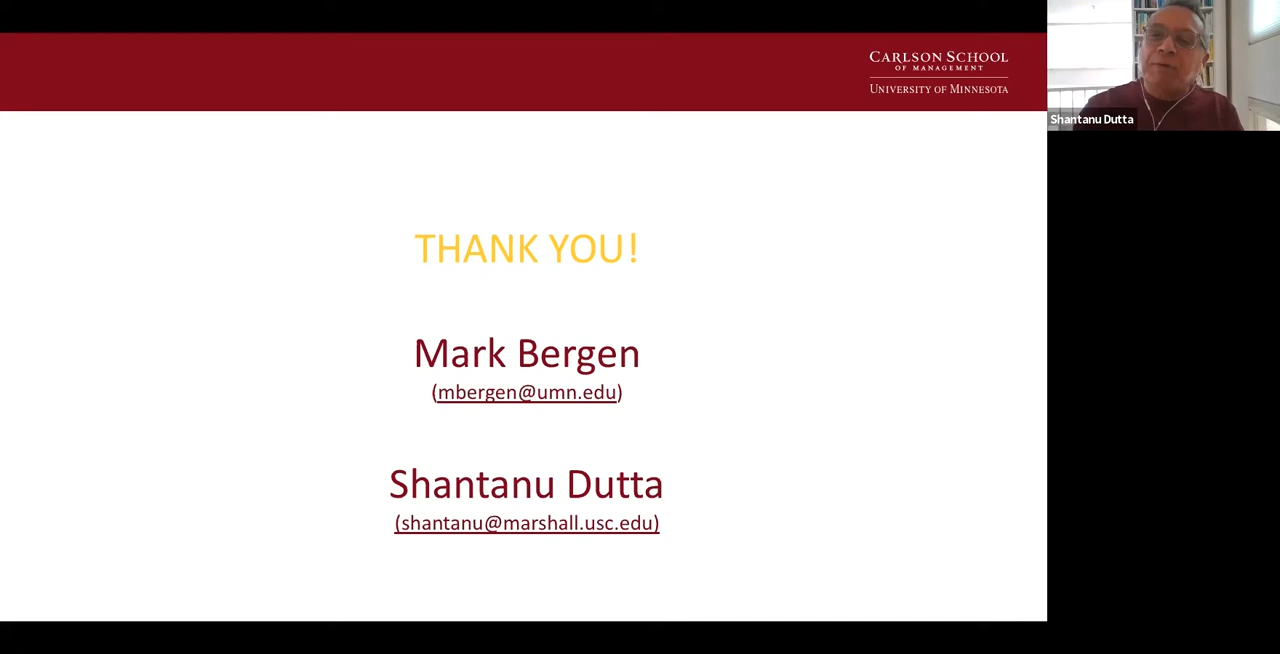 CARLSON SCHOOL
OF MANAGEMENT
UNIVERSITY OF MINNESOTA
Shantanu Dutta
THANK YOU!
Mark Bergen
(mbergen@umn.edu)
Shantanu Dutta
(shantanu@marshall.usc.edu)